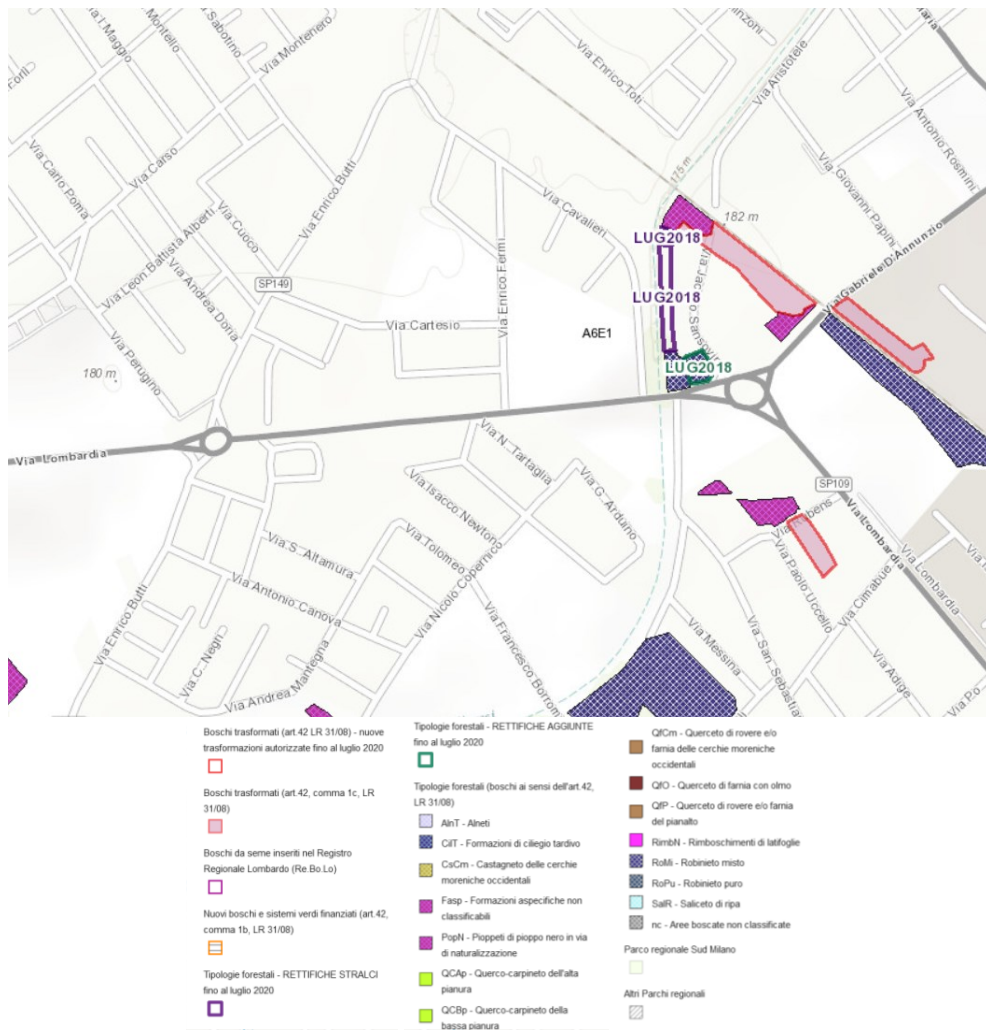 Via I. Maggio
Via Montello
Via Sabotino
Via Montenero
Via Enrico Toti
Via Aristotele
Via Antonio Rosmini
Via Giovanni Papini
Forlì
Via Carso
Via Carlo Poma
Via Leon Battista Alberti
Via Cuoco
Via Enrico Butti
Via Cavalieri
175 m
182 m
Via Gabriele D'Annunzio
LUG2018
LUG2018
LUG2018
Via Andrea Doria
SP149
Via Enrico Fermi
Via Cartesio
A6E1
Via Perugino
180 m
Via Lombardia
Via N. Tartaglia
Via G. Arduino
Via Isacco Newton
Via Tolomeo
Via Nicolo Copernico
SP109
Via Lombardia
Via Lombardia
Via Rubens
Via Paolo Uccello
Via Cimabue
Via S. Altamura
Via Antonio Canova
Via Enrico Butti
Via C. Negri
Via Andrea Mantegna
Via Messina
Via Adige
Via Po
Boschi trasformati (art.42 LR 31/08) - nuove
trasformazioni autorizzate fino al luglio 2020
Boschi trasformati (art.42, comma 1c, LR
31/08)
Boschi da seme inseriti nel Registro
Regionale Lombardo (Re.Bo.Lo)
Nuovi boschi e sistemi verdi finanziati (art.42,
comma 1b, LR 31/08)
Tipologie forestali - RETTIFICHE STRALCI
fino al luglio 2020
Tipologie forestali - RETTIFICHE AGGIUNTE
fino al luglio 2020
Tipologie forestali (boschi ai sensi dell'art.42,
LR 31/08)
AlnT - Alneti
CilT - Formazioni di ciliegio tardivo
CsCm - Castagneto delle cerchie
moreniche occidentali
Fasp - Formazioni aspecifiche non
classificabili
PopN - Pioppeti di pioppo nero in via
di naturalizzazione
QCAp - Querco-carpineto dell'alta
pianura
QCBp - Querco-carpineto della
bassa pianura
QfCm - Querceto di rovere e/o
farnia delle cerchie moreniche
occidentali
QfO - Querceto di farnia con olmo
QfP - Querceto di rovere e/o farnia
del pianalto
RimbN - Rimboschimenti di latifoglie
RoMi - Robinieto misto
RoPu - Robinieto puro
SalR - Saliceto di ripa
nc - Aree boscate non classificate
Parco regionale Sud Milano
Altri Parchi regionali